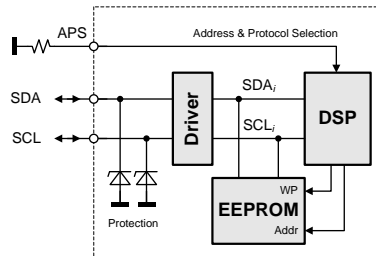 APS
Address & Protocol Selection
SDA
SDAi
Driver
DSP
SCL
SCLi
WP
EEPROM
Addr
Protection